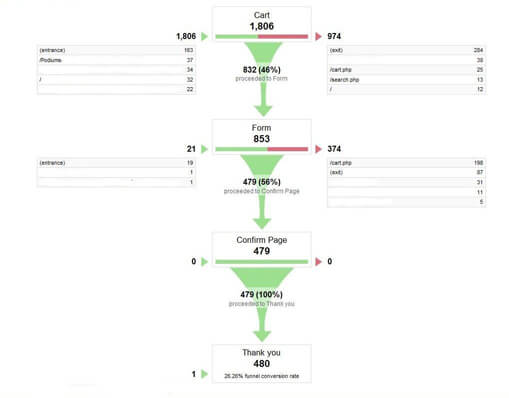 Cart
1,806
1,806
974
(entrance) 163
/Podiums 37
34
/ 32
22
(exit) 284
38
/cart.php 25
/search.php 13
/ 12
832 (46%)
proceeded to Form
Form
853
21
374
(entrance) 19
1
1
/cart.php 198
(exit) 87
31
11
5
479 (56%)
proceeded to Confirm Page
Confirm Page
479
0
0
479 (100%)
proceeded to Thank you
Thank you
480
1
26.26% funnel conversion rate